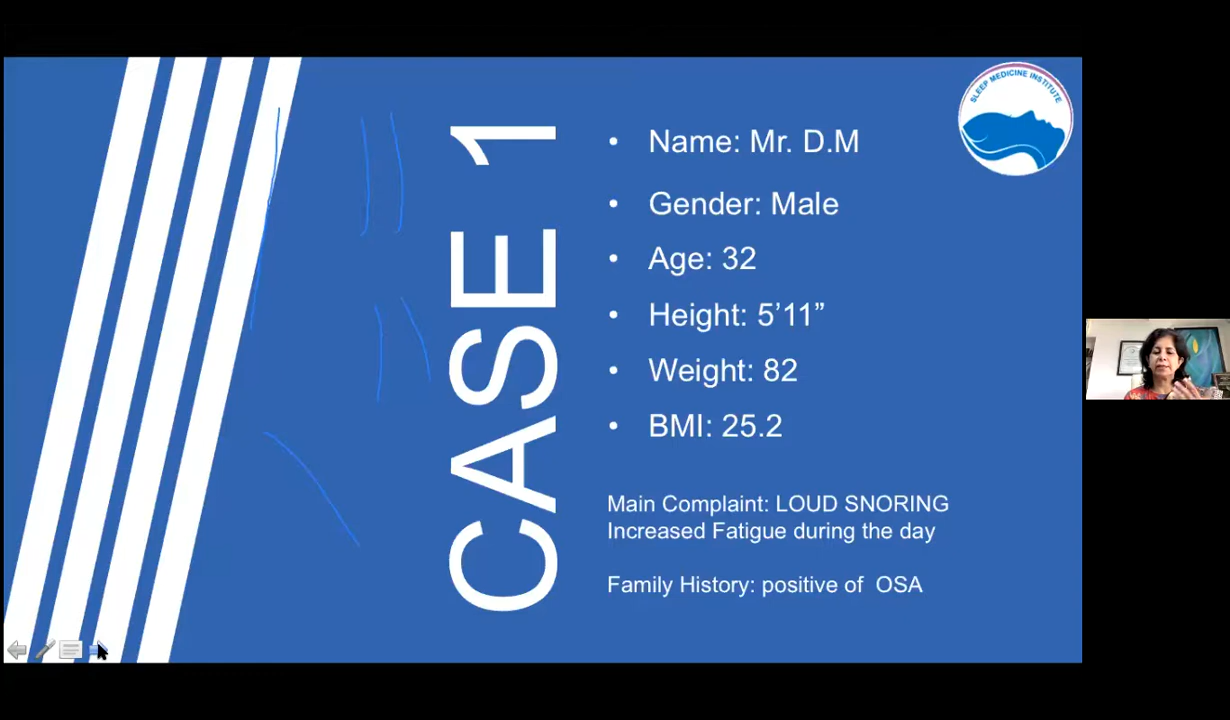 SLEEP MEDICINE INSTITUTE
CASE 1
• Name: Mr. D.M
• Gender: Male
• Age: 32
• Height: 5’11”
• Weight: 82
• BMI: 25.2
Main Complaint: LOUD SNORING
Increased Fatigue during the day
Family History: positive of OSA